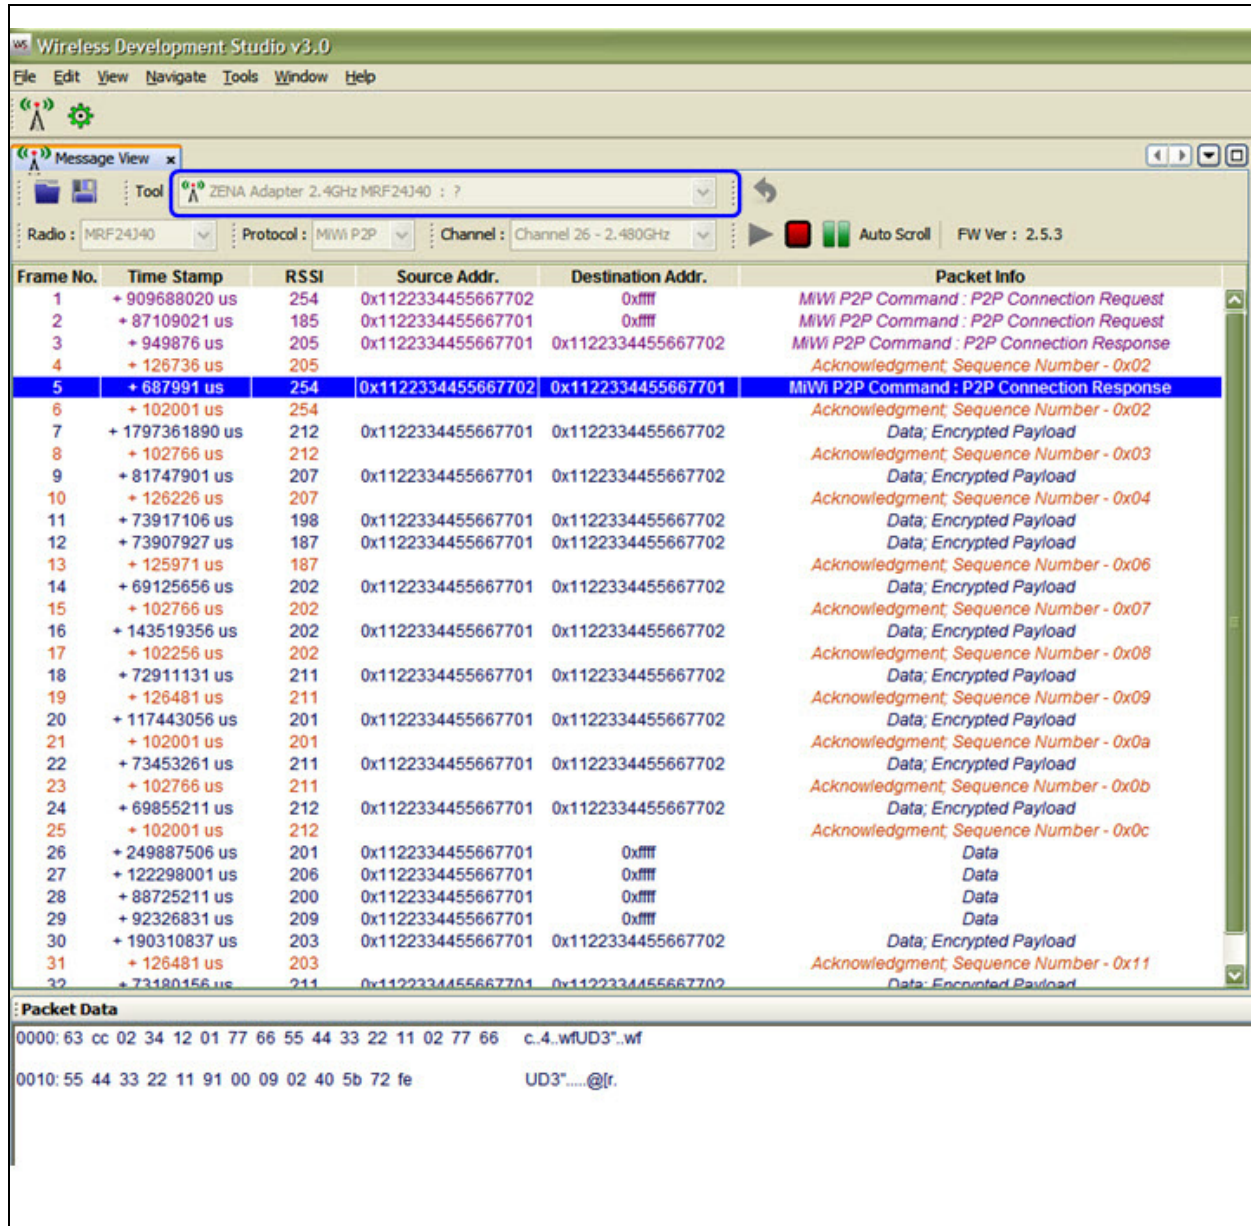 Wireless Development Studio v3.0
File Edit View Navigate Tools Window Help
Message View x
Tool ZENA Adapter 2.4GHz MRF24J40 : ?
Radio : MRF24J40 Protocol : MiWi P2P Channel : Channel 26 - 2.480GHz Auto Scroll FW Ver : 2.5.3
Frame No. Time Stamp RSSI Source Addr. Destination Addr. Packet Info
1 + 909688020 us 254 0x1122334455667702 0xffff MiWi P2P Command : P2P Connection Request
2 + 87109021 us 185 0x1122334455667701 0xffff MiWi P2P Command : P2P Connection Request
3 + 949876 us 205 0x1122334455667701 0x1122334455667702 MiWi P2P Command : P2P Connection Response
4 + 126736 us 205 Acknowledgment; Sequence Number - 0x02
5 + 687991 us 254 0x1122334455667702 0x1122334455667701 MiWi P2P Command : P2P Connection Response
6 + 102001 us 254 Acknowledgment; Sequence Number - 0x02
7 + 1797361890 us 212 0x1122334455667701 0x1122334455667702 Data; Encrypted Payload
8 + 102766 us 212 Acknowledgment; Sequence Number - 0x03
9 + 81747901 us 207 0x1122334455667701 0x1122334455667702 Data; Encrypted Payload
10 + 126226 us 207 Acknowledgment; Sequence Number - 0x04
11 + 73917106 us 198 0x1122334455667701 0x1122334455667702 Data; Encrypted Payload
12 + 73907927 us 187 0x1122334455667701 0x1122334455667702 Data; Encrypted Payload
13 + 125971 us 187 Acknowledgment; Sequence Number - 0x06
14 + 69125656 us 202 0x1122334455667701 0x1122334455667702 Data; Encrypted Payload
15 + 102766 us 202 Acknowledgment; Sequence Number - 0x07
16 + 143519356 us 202 0x1122334455667701 0x1122334455667702 Data; Encrypted Payload
17 + 102256 us 202 Acknowledgment; Sequence Number - 0x08
18 + 72911131 us 211 0x1122334455667701 0x1122334455667702 Data; Encrypted Payload
19 + 126481 us 211 Acknowledgment; Sequence Number - 0x09
20 + 117443056 us 201 0x1122334455667701 0x1122334455667702 Data; Encrypted Payload
21 + 102001 us 201 Acknowledgment; Sequence Number - 0x0a
22 + 73453261 us 211 0x1122334455667701 0x1122334455667702 Data; Encrypted Payload
23 + 102766 us 211 Acknowledgment; Sequence Number - 0x0b
24 + 69855211 us 212 0x1122334455667701 0x1122334455667702 Data; Encrypted Payload
25 + 102001 us 212 Acknowledgment; Sequence Number - 0x0c
26 + 249887506 us 201 0x1122334455667701 0xffff Data
27 + 122298001 us 206 0x1122334455667701 0xffff Data
28 + 88725211 us 200 0x1122334455667701 0xffff Data
29 + 92326831 us 209 0x1122334455667701 0xffff Data
30 + 190310837 us 203 0x1122334455667701 0x1122334455667702 Data; Encrypted Payload
31 + 126481 us 203 Acknowledgment; Sequence Number - 0x11
32 + 73180156 us 211 0x1122334455667701 0x1122334455667702 Data; Encrypted Payload
Packet Data
0000: 63 cc 02 34 12 01 77 66 55 44 33 22 11 02 77 66 c..4..wfUD3"..wf
0010: 55 44 33 22 11 91 00 09 02 40 5b 72 fe UD3".....@[r.